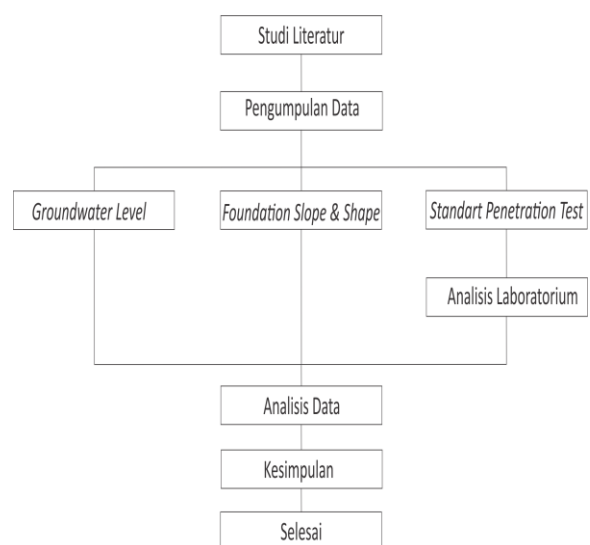 Studi Literatur
Pengumpulan Data
Groundwater Level
Foundation Slope & Shape
Standart Penetration Test
Analisis Laboratorium
Analisis Data
Kesimpulan
Selesai